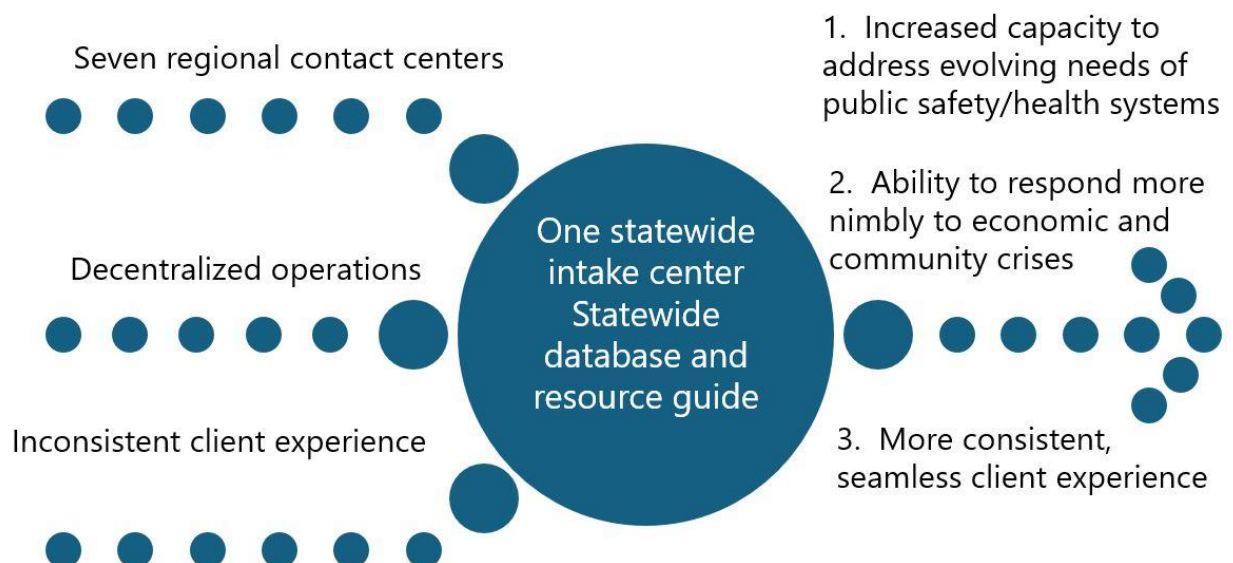 Seven regional contact centers
Decentralized operations
Inconsistent client experience
One statewide
intake center
Statewide
database and
resource guide
1.  Increased capacity to
address evolving needs of
public safety/health systems
2.  Ability to respond more
nimbly to economic and
community crises
3.  More consistent,
seamless client experience